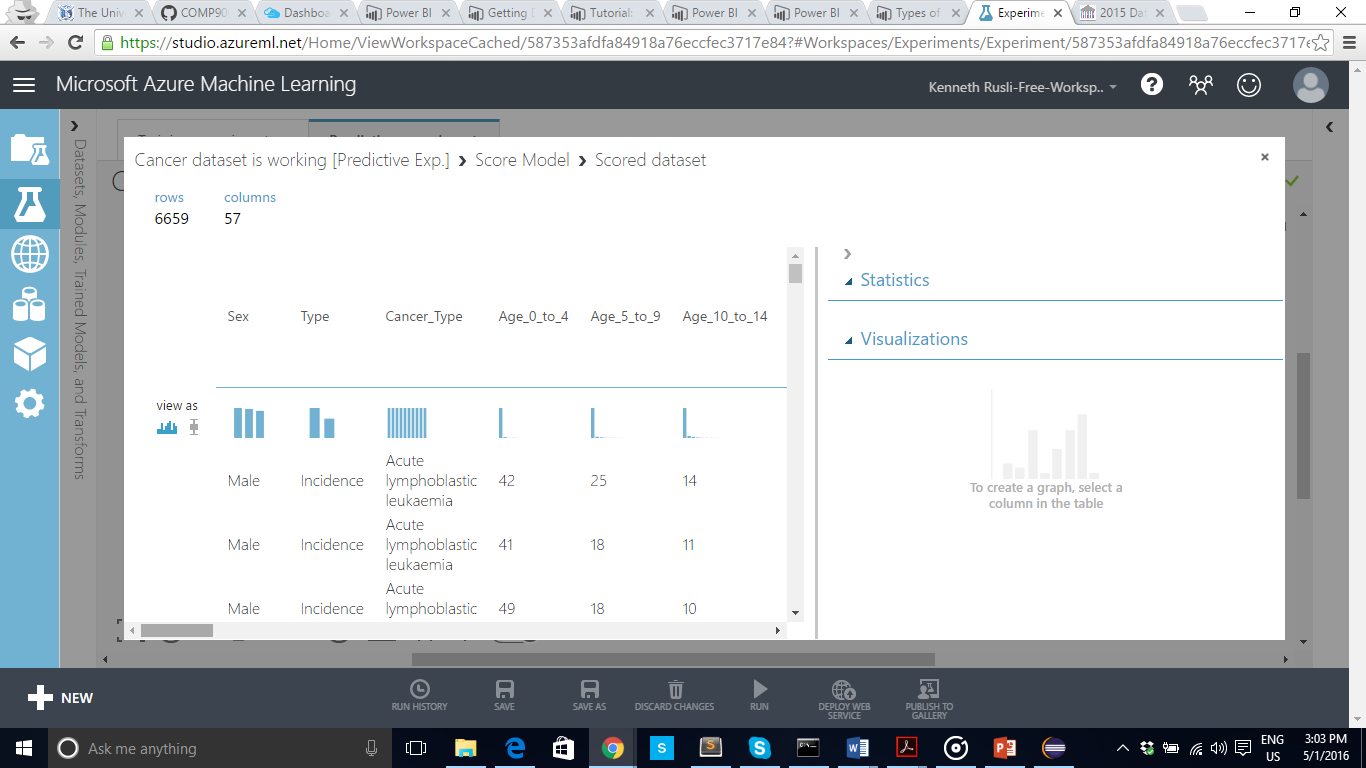 The Unive
COMP90
Dashboa
Power BI
Getting D
Tutorial:
Power BI
Power BI
Types of
Experime
2015 Dat
https://studio.azureml.net/Home/ViewWorkspaceCached/587353afdfa84918a76eccfec3717e84?#Workspaces/Experiments/Experiment/587353afdfa84918a76eccfec3717e
Microsoft Azure Machine Learning
Kenneth Rusli-Free-Worksp..
Datasets, Modules, Trained Models, and Transforms
Cancer dataset is working [Predictive Exp.] › Score Model › Scored dataset
rows columns
6659 57
Sex Type Cancer_Type Age_0_to_4 Age_5_to_9 Age_10_to_14
view as
Acute
Male Incidence lymphoblastic 42 25 14
leukaemia
Acute
Male Incidence lymphoblastic 41 18 11
leukaemia
Acute
Male Incidence lymphoblastic 49 18 10
Statistics
Visualizations
To create a graph, select a
column in the table
NEW
RUN HISTORY
SAVE
SAVE AS
DISCARD CHANGES
RUN
DEPLOY WEB
SERVICE
PUBLISH TO
GALLERY
Ask me anything
ENG
US
3:03 PM
5/1/2016